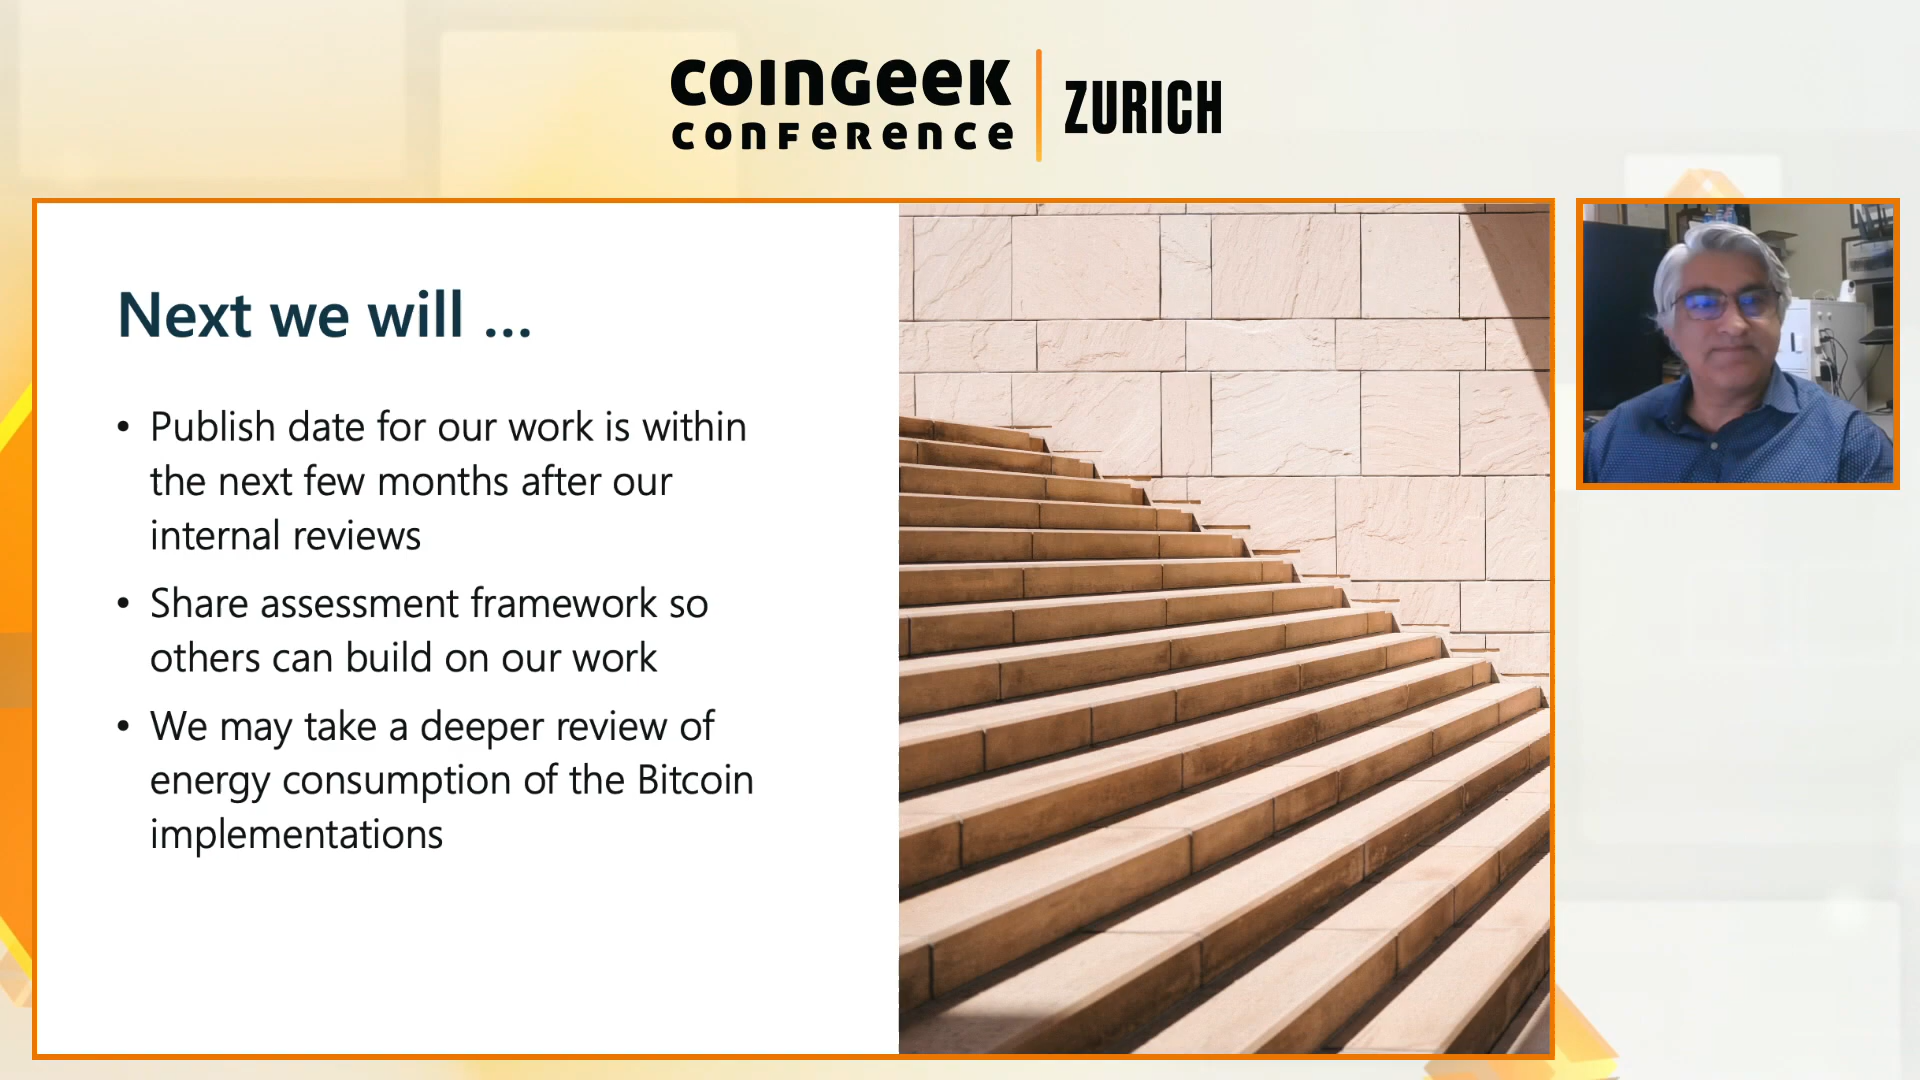 COINGEEK
CONFERENCE
ZURICH
Next we will ...
• Publish date for our work is within
the next few months after our
internal reviews
• Share assessment framework so
others can build on our work
• We may take a deeper review of
energy consumption of the Bitcoin
implementations